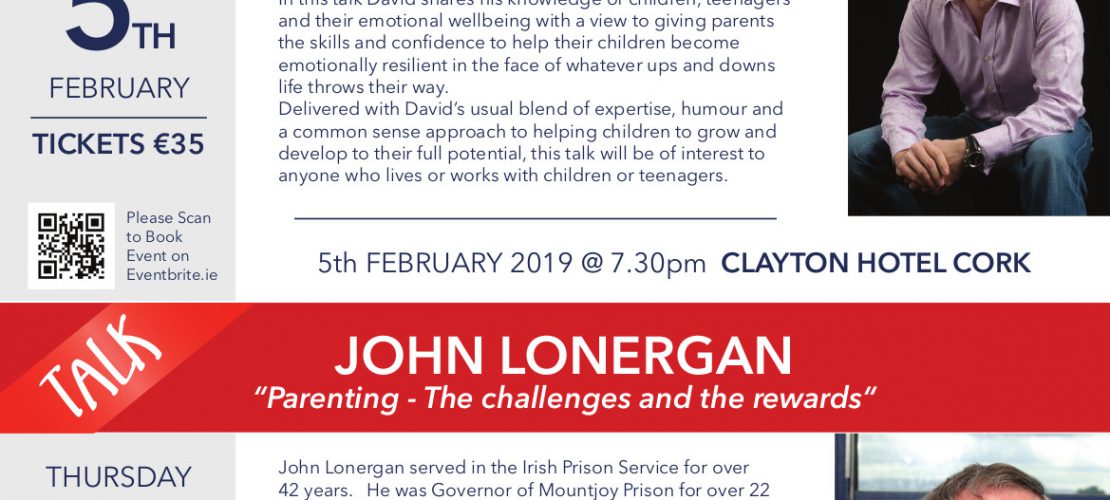 5TH
FEBRUARY
TICKETS €35
Please Scan
to Book
Event on
Eventbrite.ie
In this talk David shares his knowledge of children, teenagers
and their emotional wellbeing with a view to giving parents
the skills and confidence to help their children become
emotionally resilient in the face of whatever ups and downs
life throws their way.
Delivered with David’s usual blend of expertise, humour and
a common sense approach to helping children to grow and
develop to their full potential, this talk will be of interest to
anyone who lives or works with children or teenagers.
5th FEBRUARY 2019 @ 7.30pm CLAYTON HOTEL CORK
TALK
JOHN LONERGAN
“Parenting - The challenges and the rewards“
THURSDAY
John Lonergan served in the Irish Prison Service for over
42 years. He was Governor of Mountjoy Prison for over 22